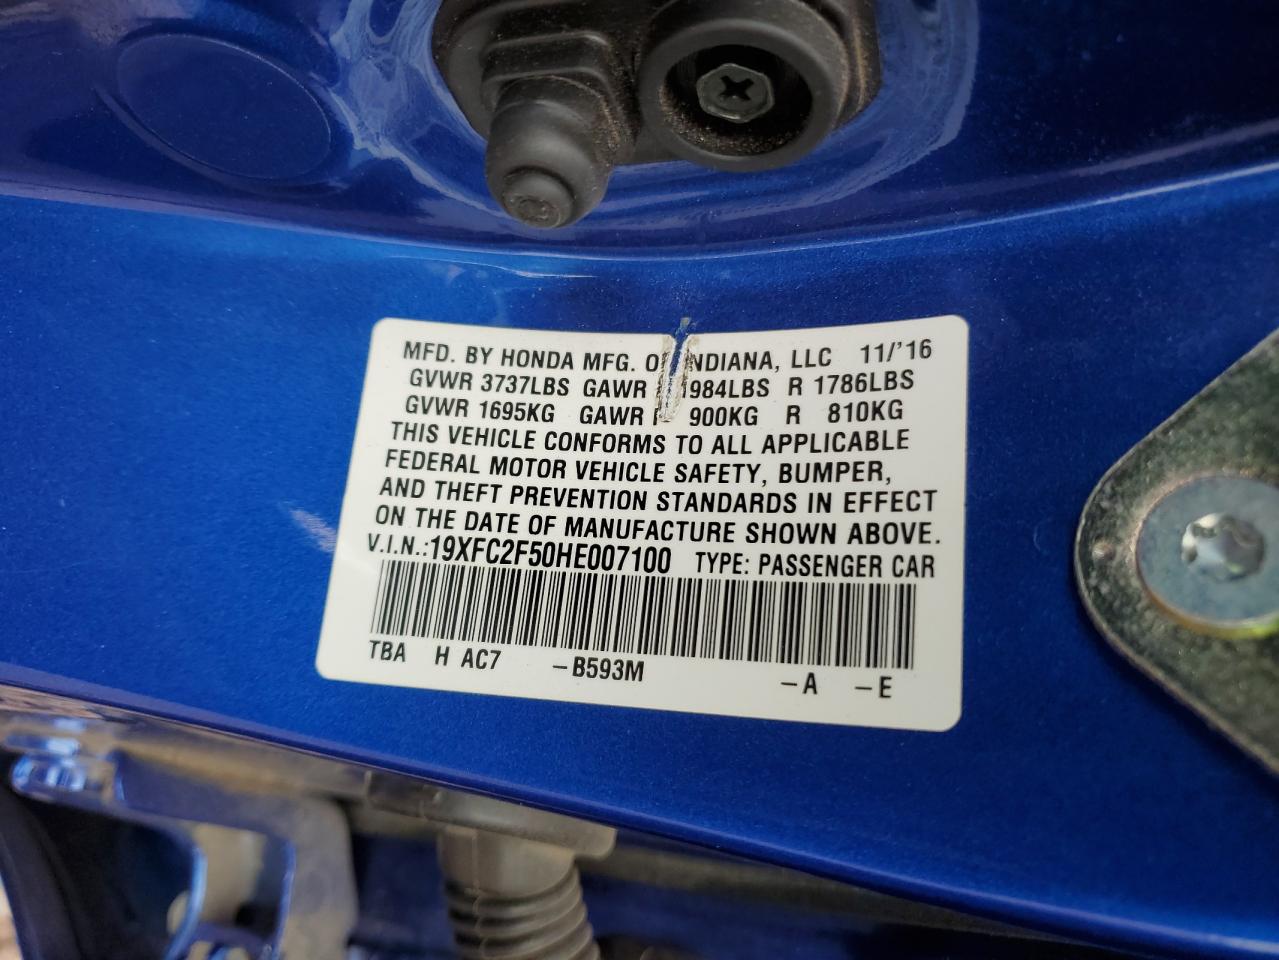 MFD. BY HONDA MFG. OF INDIANA, LLC 11/'16
GVWR 3737LBS GAWR 1984LBS R 1786LBS
GVWR 1695KG GAWR F 900KG R 810KG
THIS VEHICLE CONFORMS TO ALL APPLICABLE
FEDERAL MOTOR VEHICLE SAFETY, BUMPER,
AND THEFT PREVENTION STANDARDS IN EFFECT
ON THE DATE OF MANUFACTURE SHOWN ABOVE.
V.I.N.:19XFC2F50HE007100 TYPE: PASSENGER CAR
TBA H AC7 –B593M –A –E